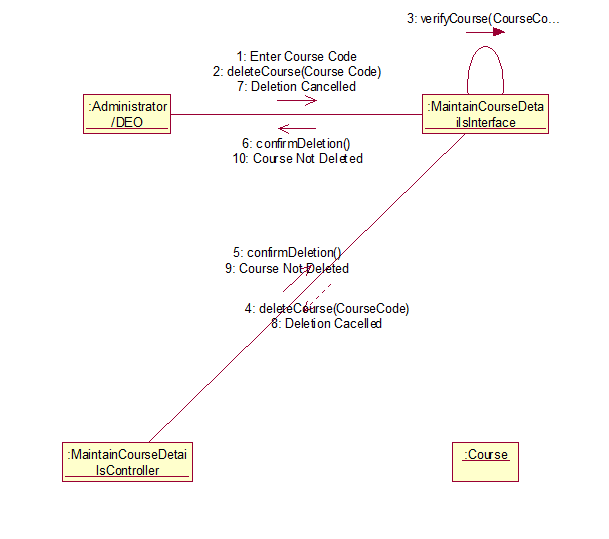 3: verifyCourse(CourseCo...
1: Enter Course Code
2: deleteCourse(Course Code)
7: Deletion Cancelled
:Administrator
/DEO
:MaintainCourseDeta
ilsInterface
6: confirmDeletion()
10: Course Not Deleted
5: confirmDeletion()
9: Course Not Deleted
4: deleteCourse(CourseCode)
8: Deletion Cacelled
:MaintainCourseDetai
lsController
:Course